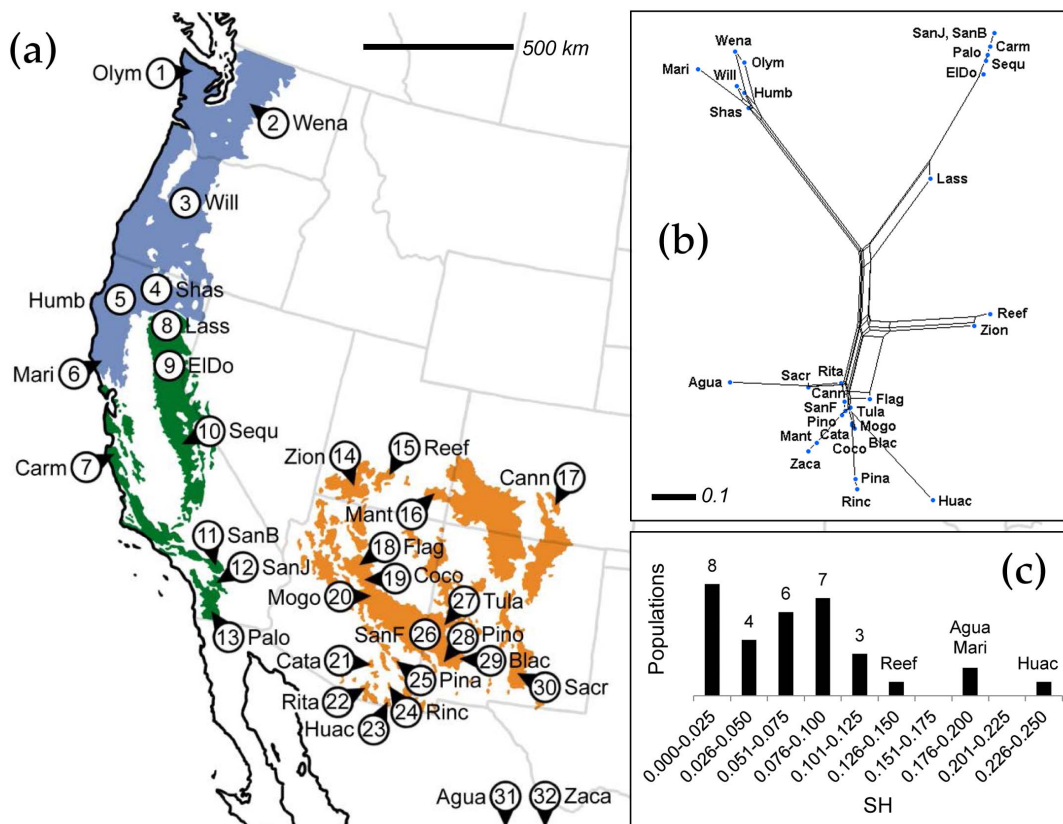 (a)
500 km
Olym 1
2 Wena
3 Will
Humb 5
4 Shas
8 Lass
Mari 6
9 ElDo
10 Sequ
Carm 7
11 SanB
12 SanJ
13 Palo
Zion 14
15 Reef
Cann 17
Mant 16
18 Flag
19 Coco
Mogo 20
27 Tula
SanF 26
28 Pino
Cata 21
29 Blac
25 Pina
30 Sacr
Rita 22
24 Rinc
Huac 23
Agua 31
32 Zaca
(b)
SanJ, SanB
Wena
Carm
Olym
Palo
Sequ
Mari
Will
ElDo
Humb
Shas
Lass
Reef
Zion
Rita
Agua
Sacr
Cann
Flag
SanF
Tula
Pino
Mogo
Mant
Cata
Blac
Coco
Zaca
Pina
Rinc
Huac
0.1
(c)
Populations
8
4
6
7
3
Reef
Agua
Mari
Huac
0.000-0.025
0.026-0.050
0.051-0.075
0.076-0.100
0.101-0.125
0.126-0.150
0.151-0.175
0.176-0.200
0.201-0.225
0.226-0.250
SH